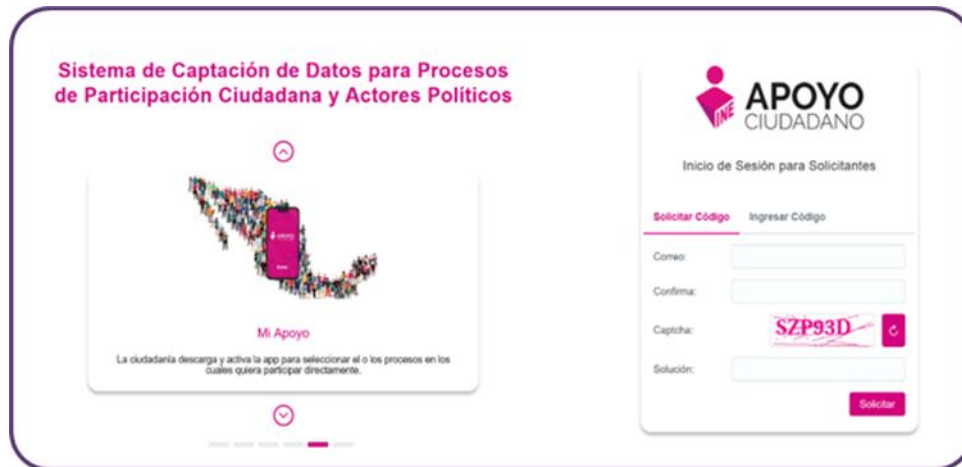 Sistema de Captación de Datos para Procesos
de Participación Ciudadana y Actores Políticos
Mi Apoyo
La ciudadanía descarga y activa la app para seleccionar el o los procesos en los
cuales quiera participar directamente.
INE
APOYO
CIUDADANO
Inicio de Sesión para Solicitantes
Solicitar Código Ingresar Código
Correo:
Confirma:
Captcha: SZP93D
Solución:
Solicitar